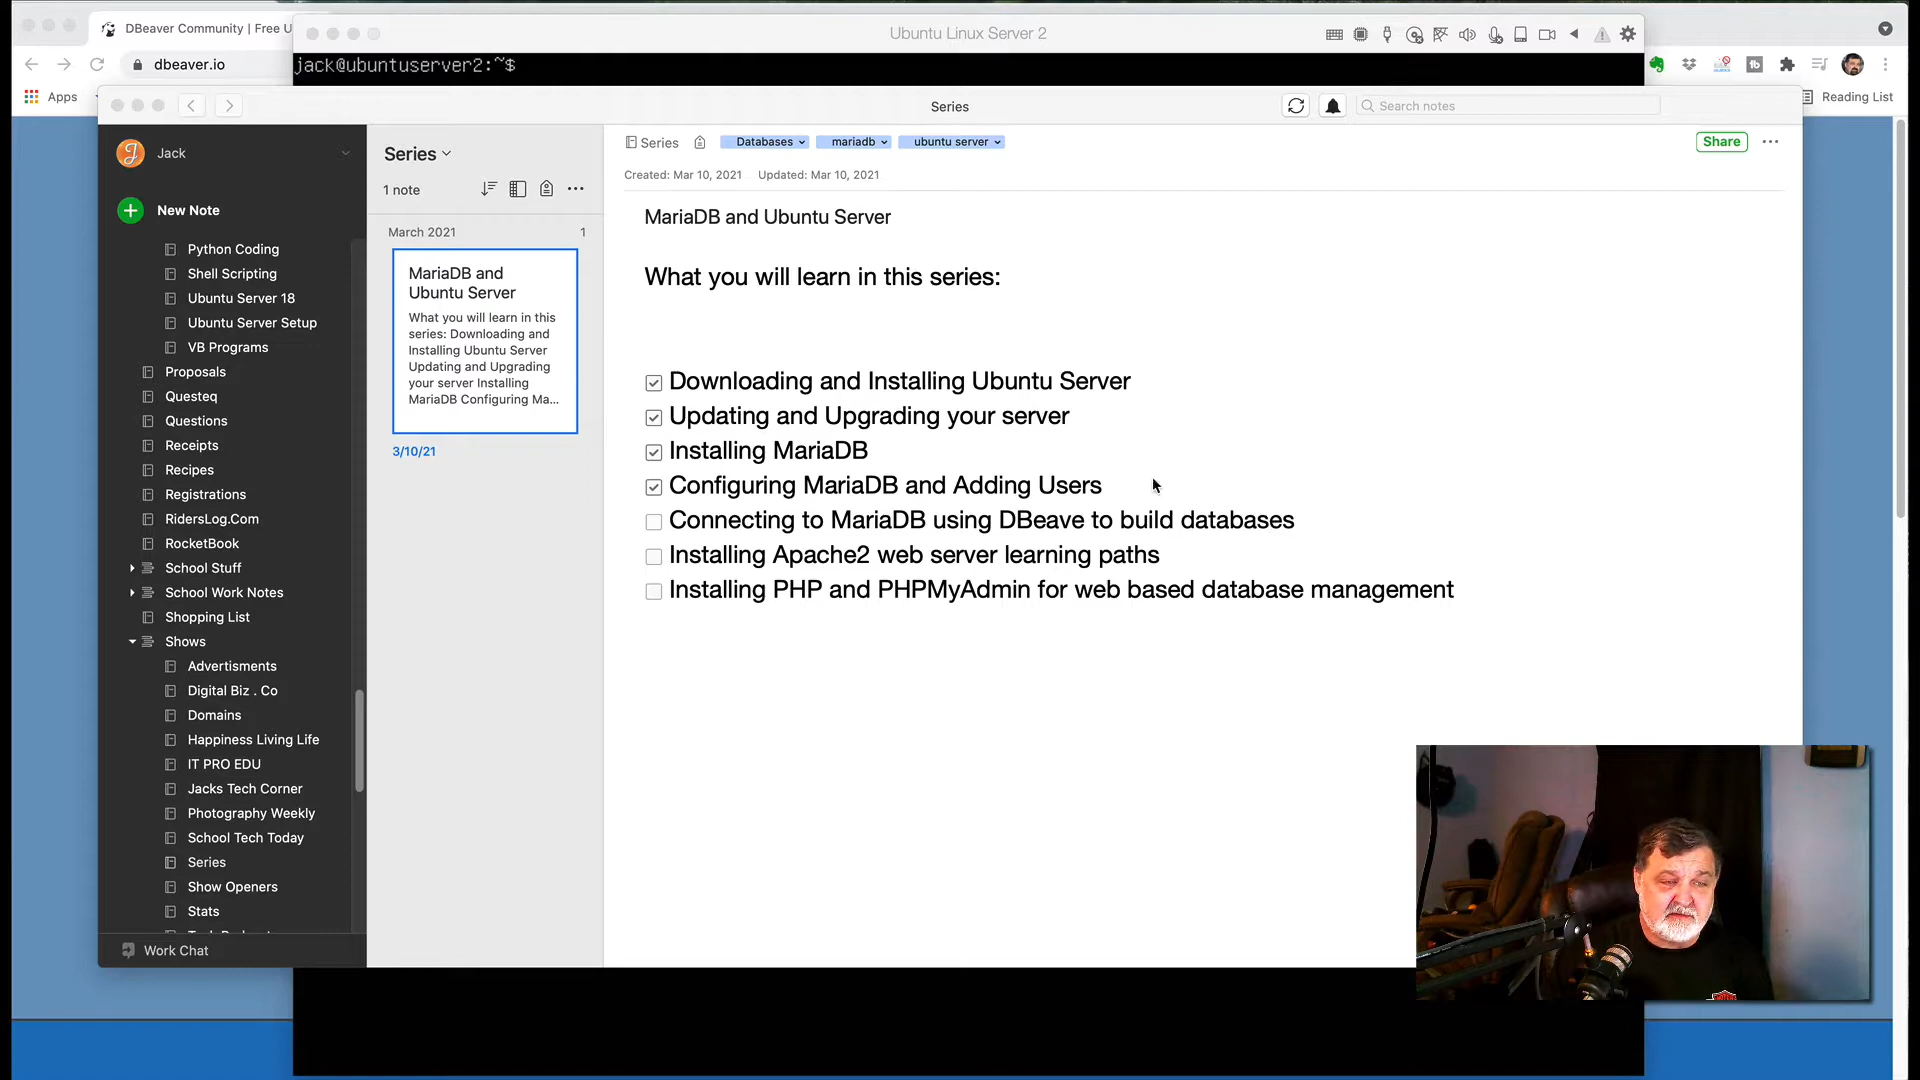 DBeaver Community | Free U
Ubuntu Linux Server 2
dbeaver.io
jack@ubuntuserver2:~$
Apps
Reading List
Series
Search notes
Jack
New Note
Python Coding
Shell Scripting
Ubuntu Server 18
Ubuntu Server Setup
VB Programs
Proposals
Questeq
Questions
Receipts
Recipes
Registrations
RidersLog.Com
RocketBook
School Stuff
School Work Notes
Shopping List
Shows
Advertisments
Digital Biz . Co
Domains
Happiness Living Life
IT PRO EDU
Jacks Tech Corner
Photography Weekly
School Tech Today
Series
Show Openers
Stats
Work Chat
Series
1 note
March 2021 1
MariaDB and
Ubuntu Server
What you will learn in this
series: Downloading and
Installing Ubuntu Server
Updating and Upgrading
your server Installing
MariaDB Configuring Ma...
3/10/21
Series Databases mariadb ubuntu server
Share
Created: Mar 10, 2021 Updated: Mar 10, 2021
MariaDB and Ubuntu Server
What you will learn in this series:
Downloading and Installing Ubuntu Server
Updating and Upgrading your server
Installing MariaDB
Configuring MariaDB and Adding Users
Connecting to MariaDB using DBeave to build databases
Installing Apache2 web server learning paths
Installing PHP and PHPMyAdmin for web based database management